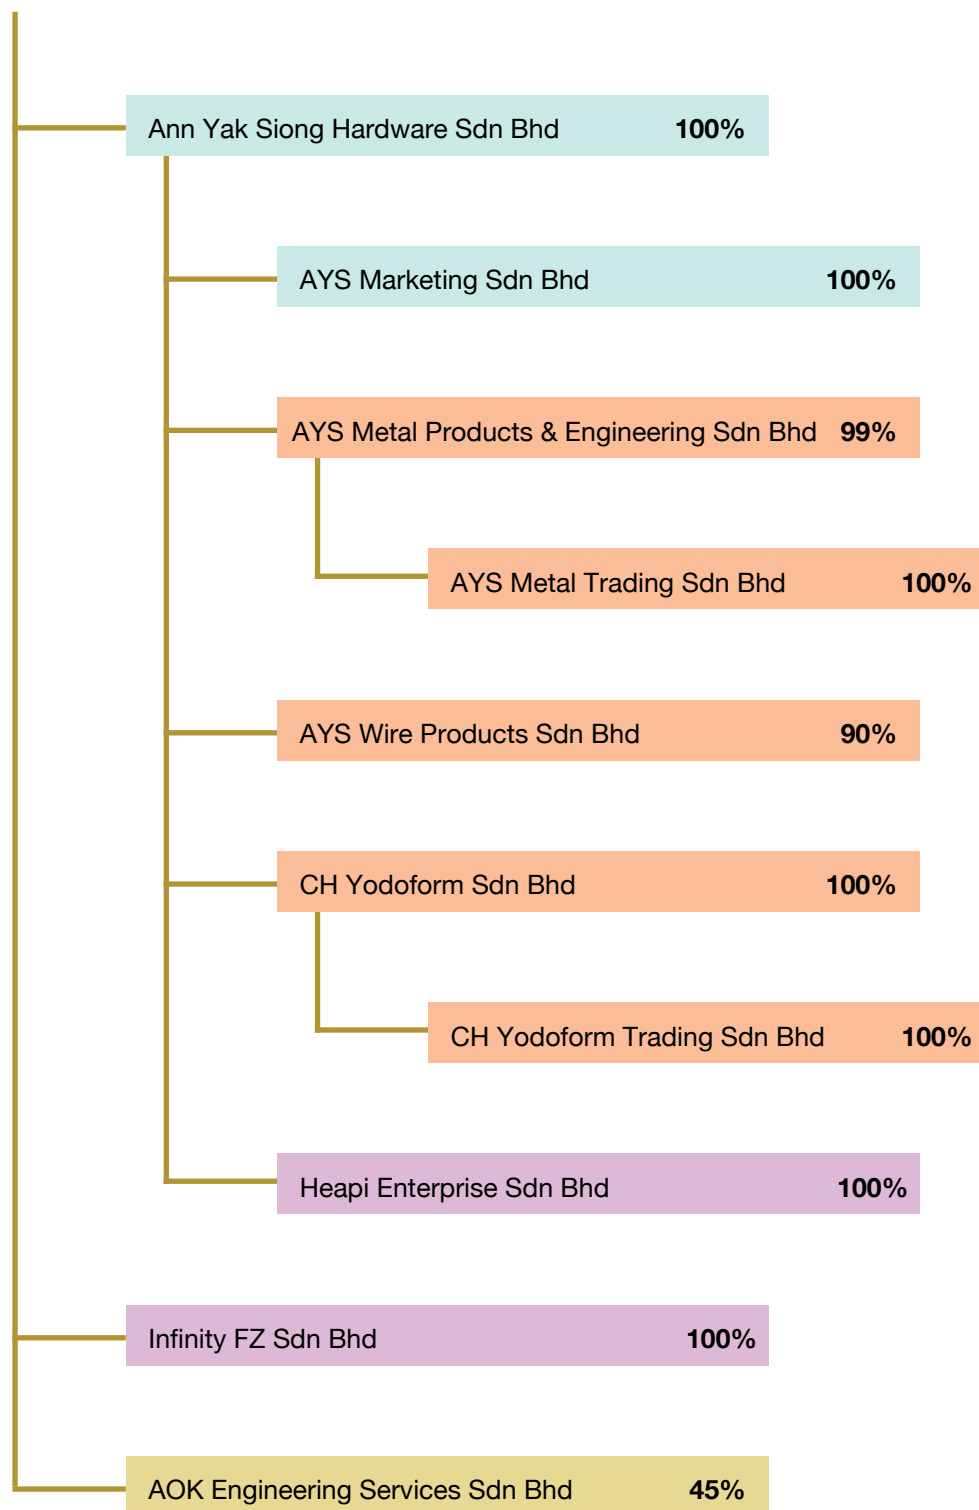 Ann Yak Siong Hardware Sdn Bhd 100%
AYS Marketing Sdn Bhd 100%
AYS Metal Products & Engineering Sdn Bhd 99%
AYS Metal Trading Sdn Bhd 100%
AYS Wire Products Sdn Bhd 90%
CH Yodoform Sdn Bhd 100%
CH Yodoform Trading Sdn Bhd 100%
Heapi Enterprise Sdn Bhd 100%
Infinity FZ Sdn Bhd 100%
AOK Engineering Services Sdn Bhd 45%